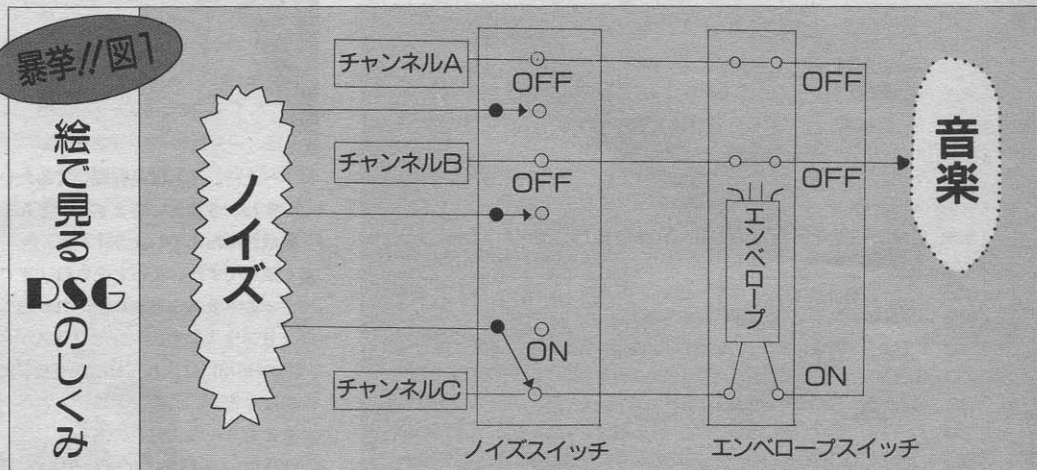 暴挙!!図1
絵で見るPSGのしくみ
ノイズ
チャンネルA
OFF
OFF
チャンネルB
OFF
OFF
エンベロープ
ON
ON
チャンネルC
ノイズスイッチ
エンベロープスイッチ
音楽